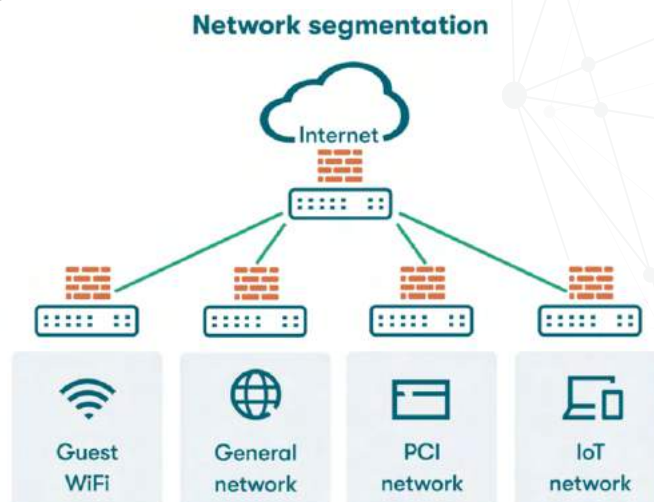 Network segmentation
Internet
Guest
WiFi
General
network
PCI
network
IoT
network